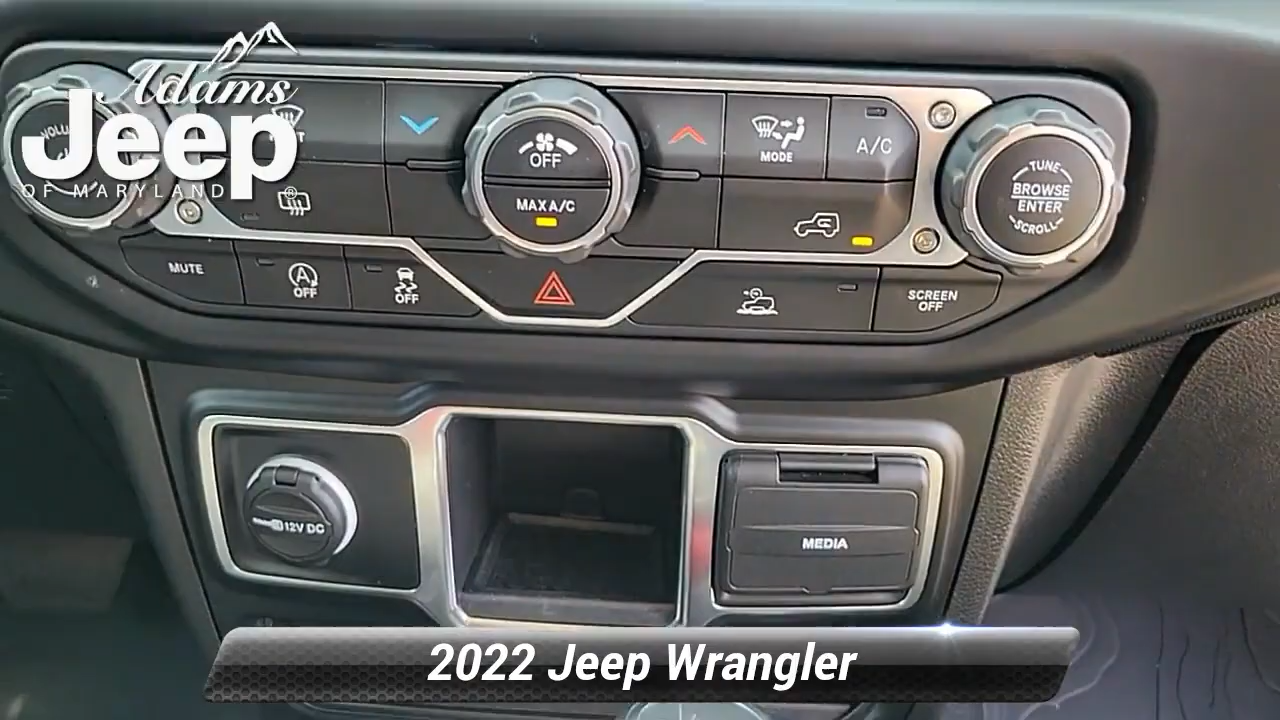 Adams
Jeep
OF MARYLAND
OFF
MAX A/C
MODE
A/C
TUNE
BROWSE
ENTER
SCROLL
MUTE
A
OFF
OFF
SCREEN
OFF
12V DC
MEDIA
2022 Jeep Wrangler